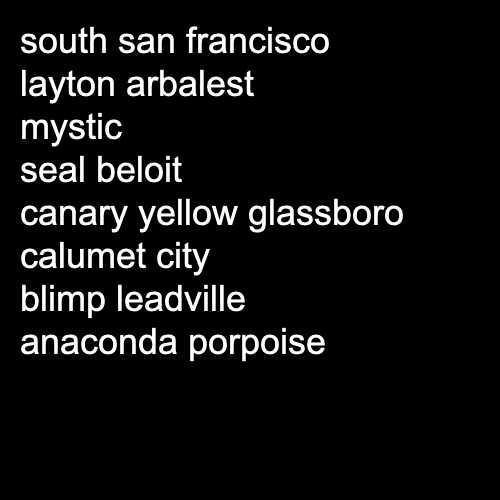 south san francisco
layton arbalest
mystic
seal beloit
canary yellow glassboro
calumet city
blimp leadville
anaconda porpoise